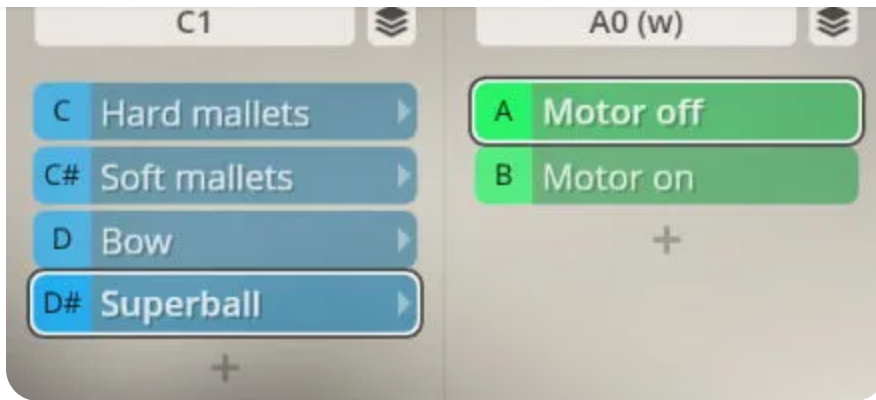 C1
A0 (w)
C Hard mallets
C# Soft mallets
D Bow
D# Superball
+
A Motor off
B Motor on
+